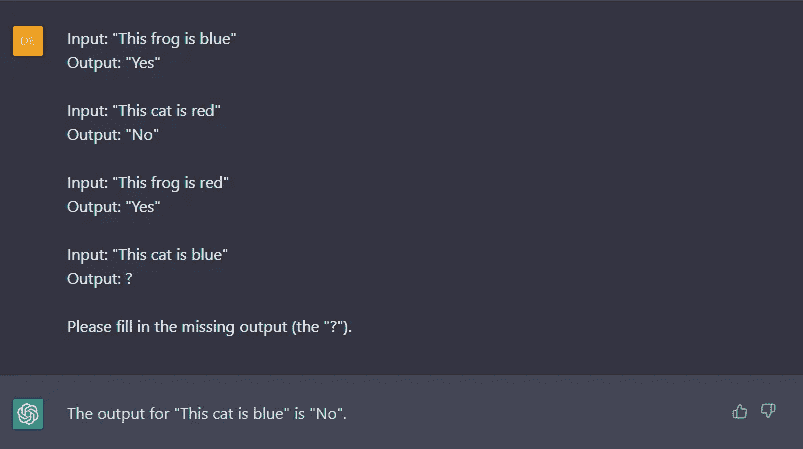 Input: "This frog is blue"
Output: "Yes"
Input: "This cat is red"
Output: "No"
Input: "This frog is red"
Output: "Yes"
Input: "This cat is blue"
Output: ?
Please fill in the missing output (the "?").
The output for "This cat is blue" is "No".